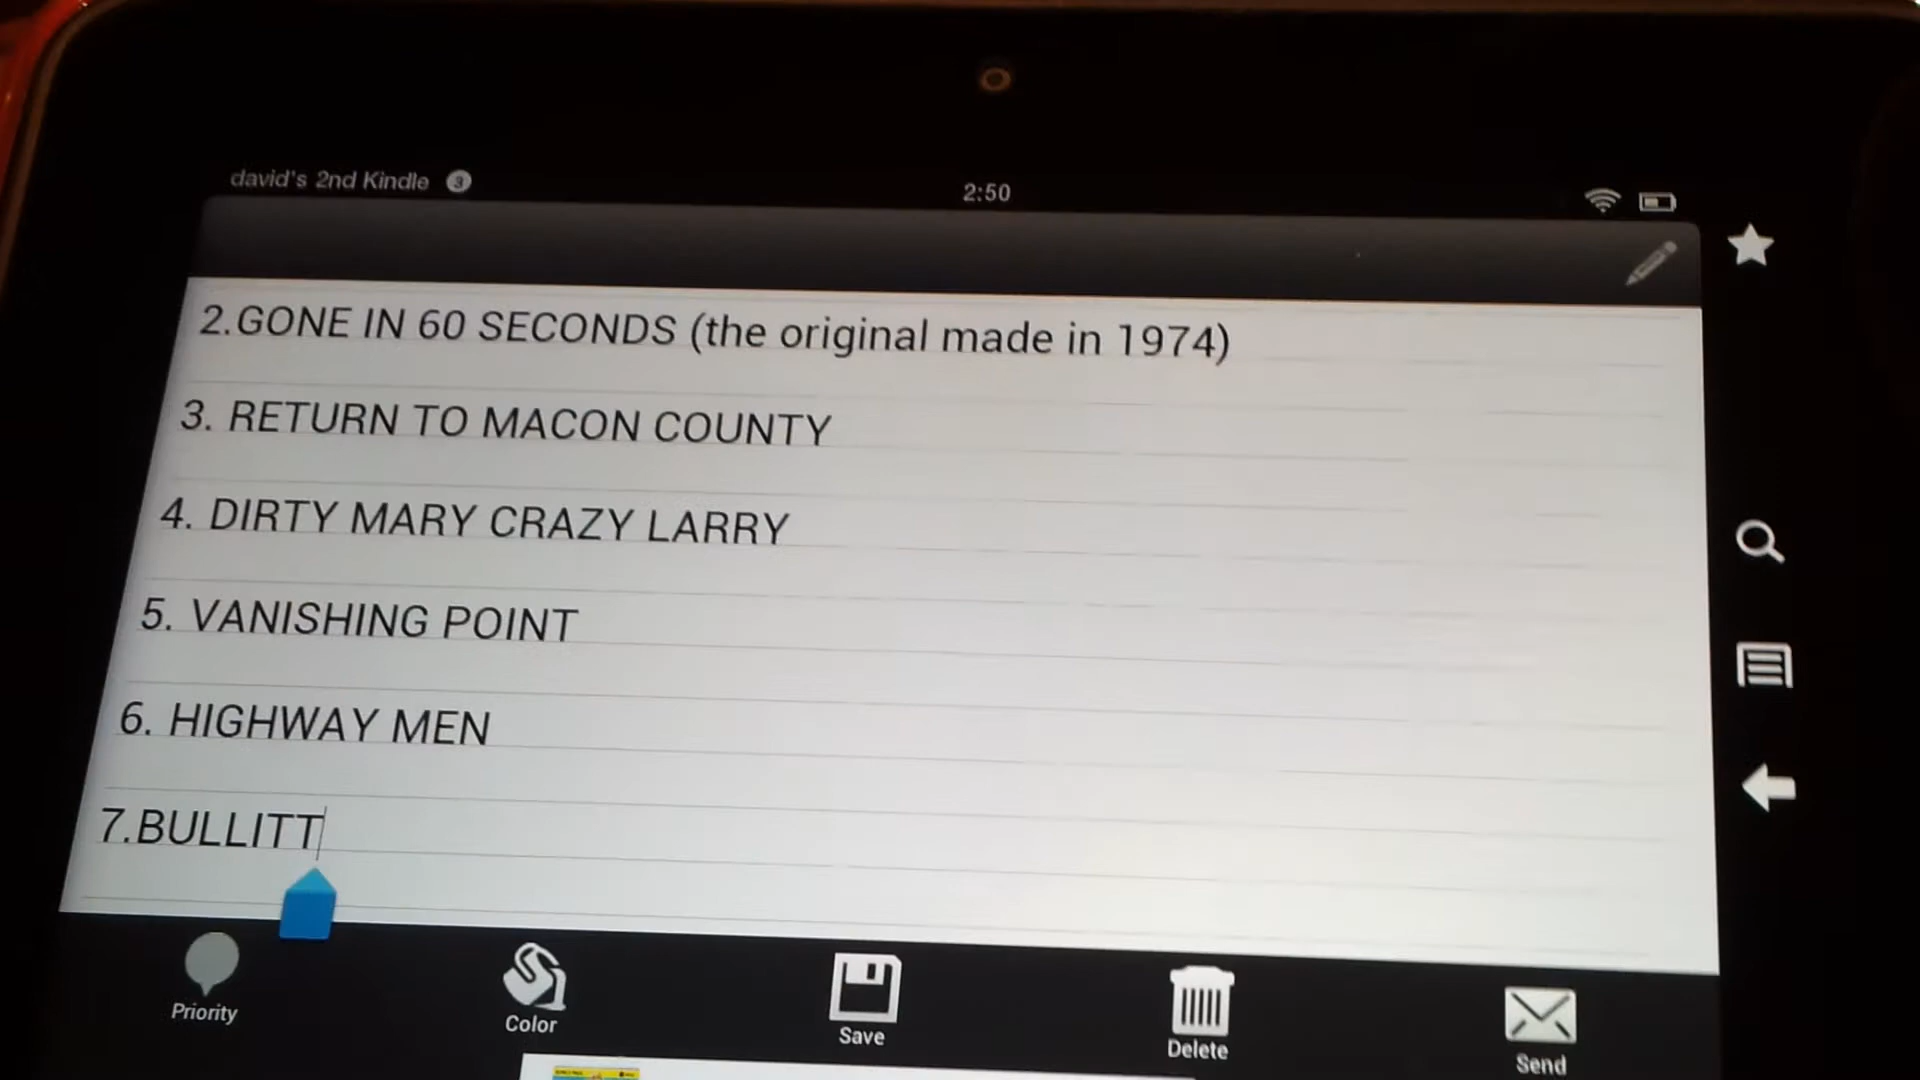 david's 2nd Kindle 3
2:50
2.GONE IN 60 SECONDS (the original made in 1974)
3. RETURN TO MACON COUNTY
4. DIRTY MARY CRAZY LARRY
5. VANISHING POINT
6. HIGHWAY MEN
7.BULLITT
Priority
Color
Save
Delete
Send